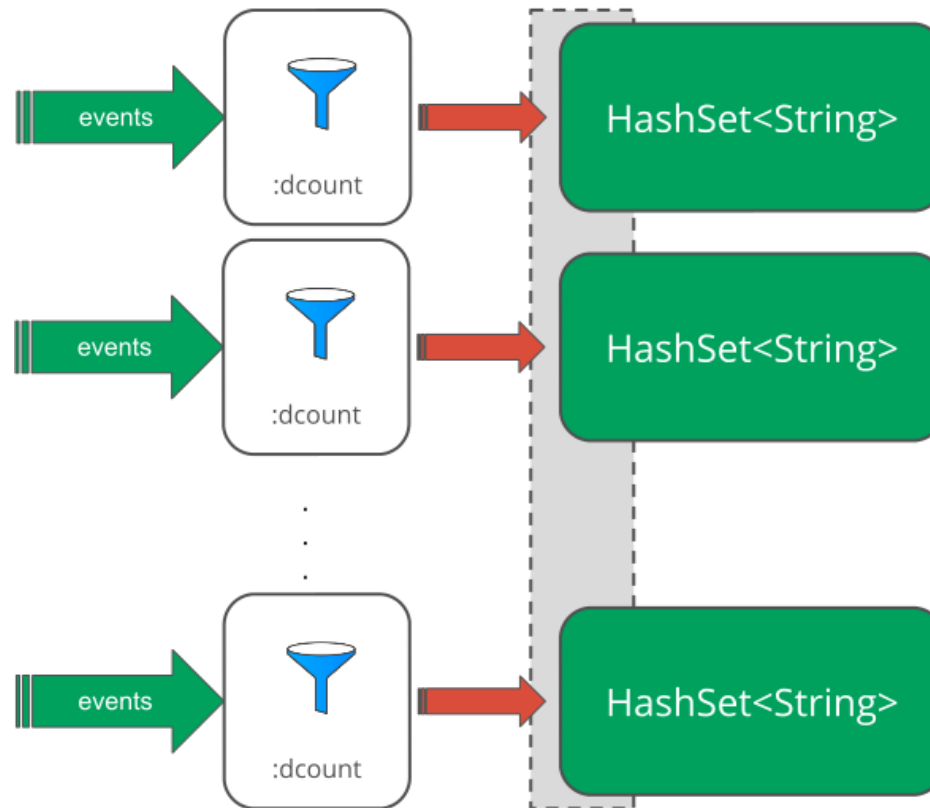 events
:dcount
HashSet<String>
events
:dcount
HashSet<String>
.
.
.
events
:dcount
HashSet<String>